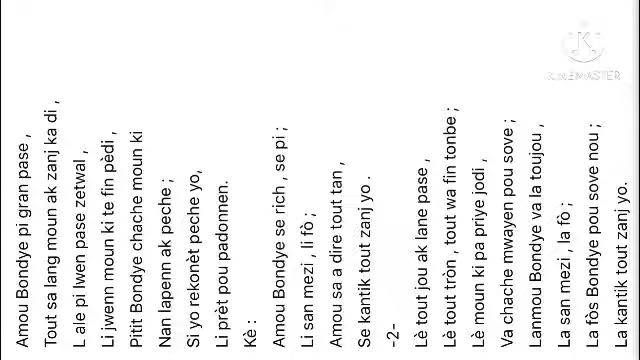 Amou Bondye pi gran pase ,
Tout sa lang moun ak zanj ka di ,
L ale pi lwen pase zetwal ,
Li jwenn moun ki te fin pèdi ,
Pitit Bondye chache moun ki
Nan lapenn ak peche ;
Si yo rekonèt peche yo,
Li prèt pou padonnen.
Kè :
Amou Bondye se rich , se pi ;
Li san mezi , li fò ;
Amou sa a dire tout tan ,
Se kantik tout zanj yo .
-2-
Lè tout jou ak lane pase ,
Lè tout tròn , tout wa fin tonbe ;
Lè moun ki pa priye jodi ,
Va chache mwayen pou sove ;
Lanmou Bondye va la toujou ,
La san mezi , la fò ;
La fòs Bondye pou sove nou ;
La kantik tout zanj yo.
KINEMASTER